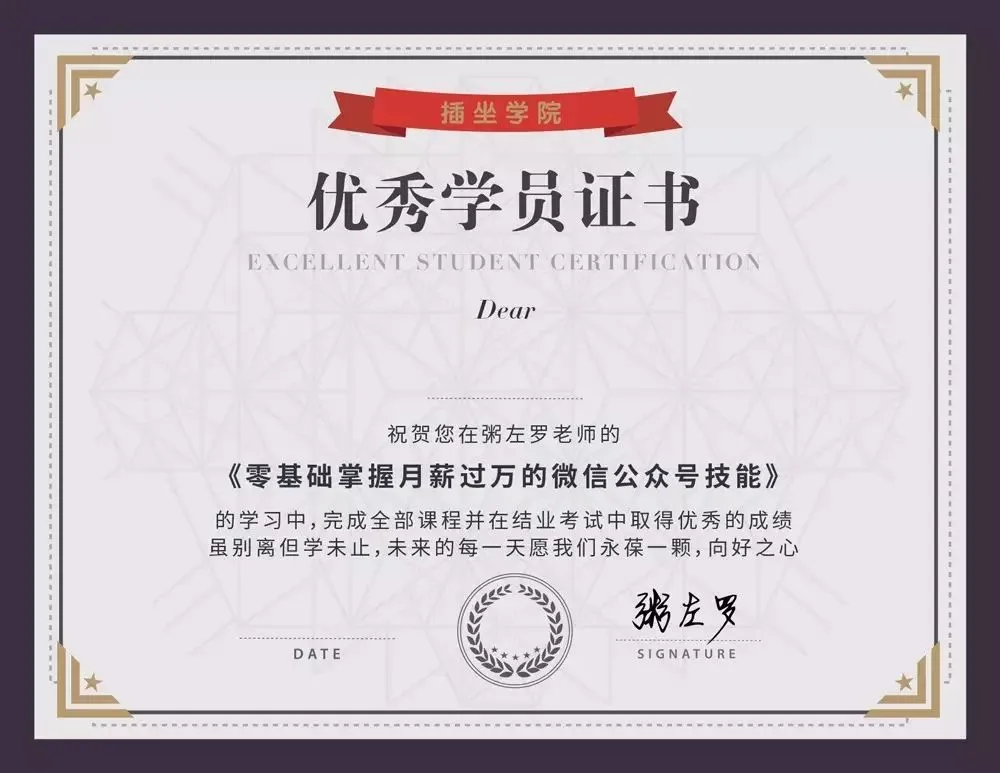 插坐学院
优秀学员证书
EXCELLENT STUDENT CERTIFICATION
Dear
祝贺您在粥左罗老师的
《零基础掌握月薪过万的微信公众号技能》
的学习中,完成全部课程并在结业考试中取得优秀的成绩
虽别离但学未止,未来的每一天愿我们永葆一颗,向好之心
粥左罗
DATE
SIGNATURE